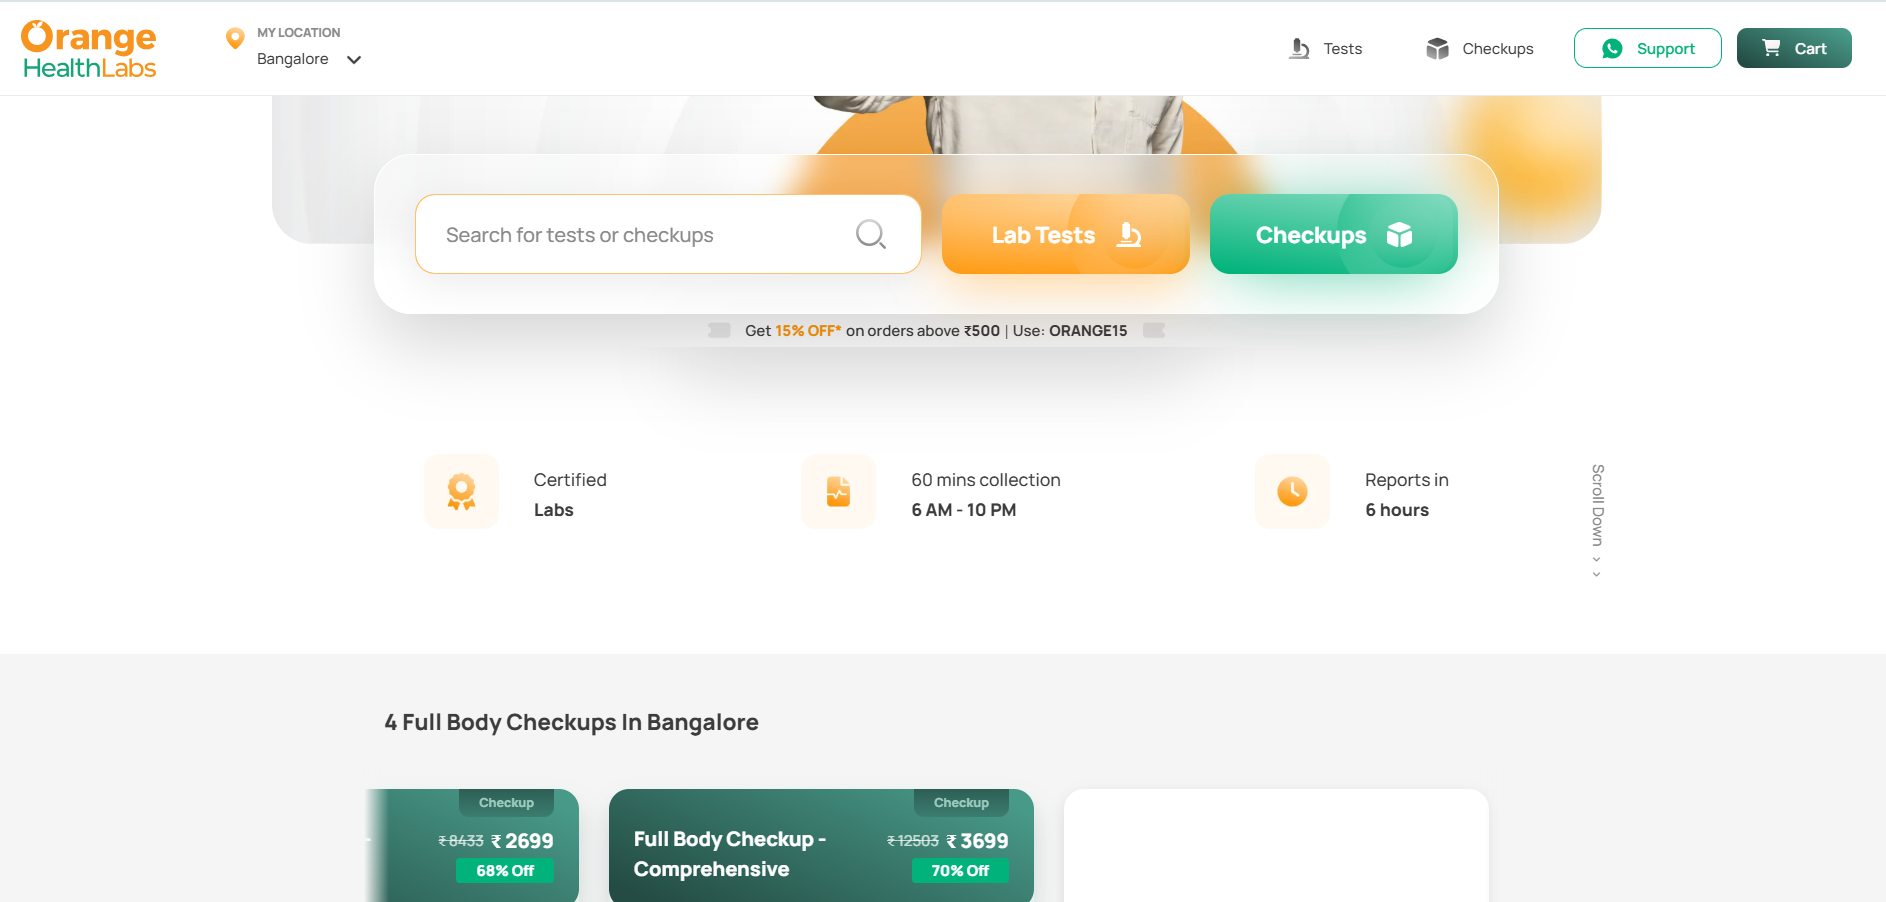 Orange
HealthLabs
MY LOCATION
Bangalore
Tests
Checkups
Support
Cart
Search for tests or checkups
Lab Tests
Checkups
Get 15% OFF* on orders above ₹500 | Use: ORANGE15
Certified
Labs
60 mins collection
6 AM - 10 PM
Reports in
6 hours
Scroll Down
4 Full Body Checkups In Bangalore
Checkup
-
₹ 8433 ₹ 2699
68% Off
Checkup
Full Body Checkup -
Comprehensive
₹ 12503 ₹ 3699
70% Off